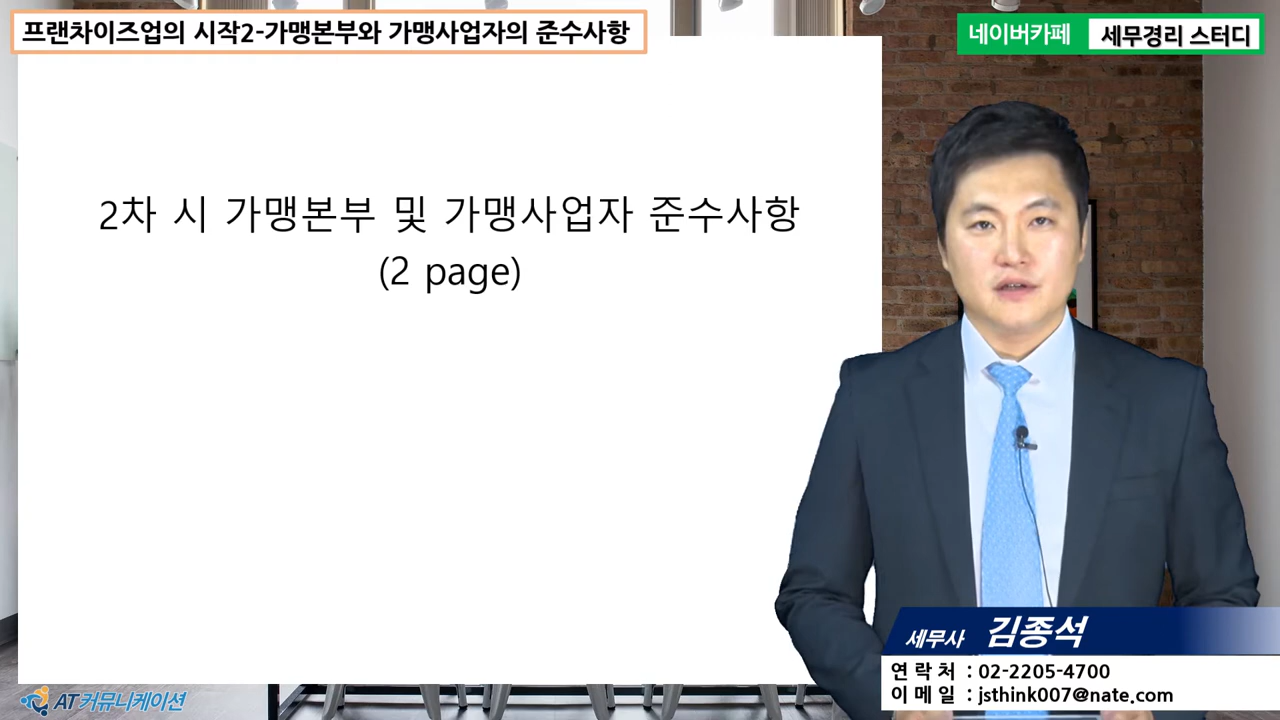 프랜차이즈업의 시작2-가맹본부와 가맹사업자의 준수사항
네이버카페 세무경리 스터디
2차 시 가맹본부 및 가맹사업자 준수사항
(2 page)
세무사 김종석
연 락 처 : 02-2205-4700
이 메 일 : jsthink007@nate.com
AT커뮤니케이션